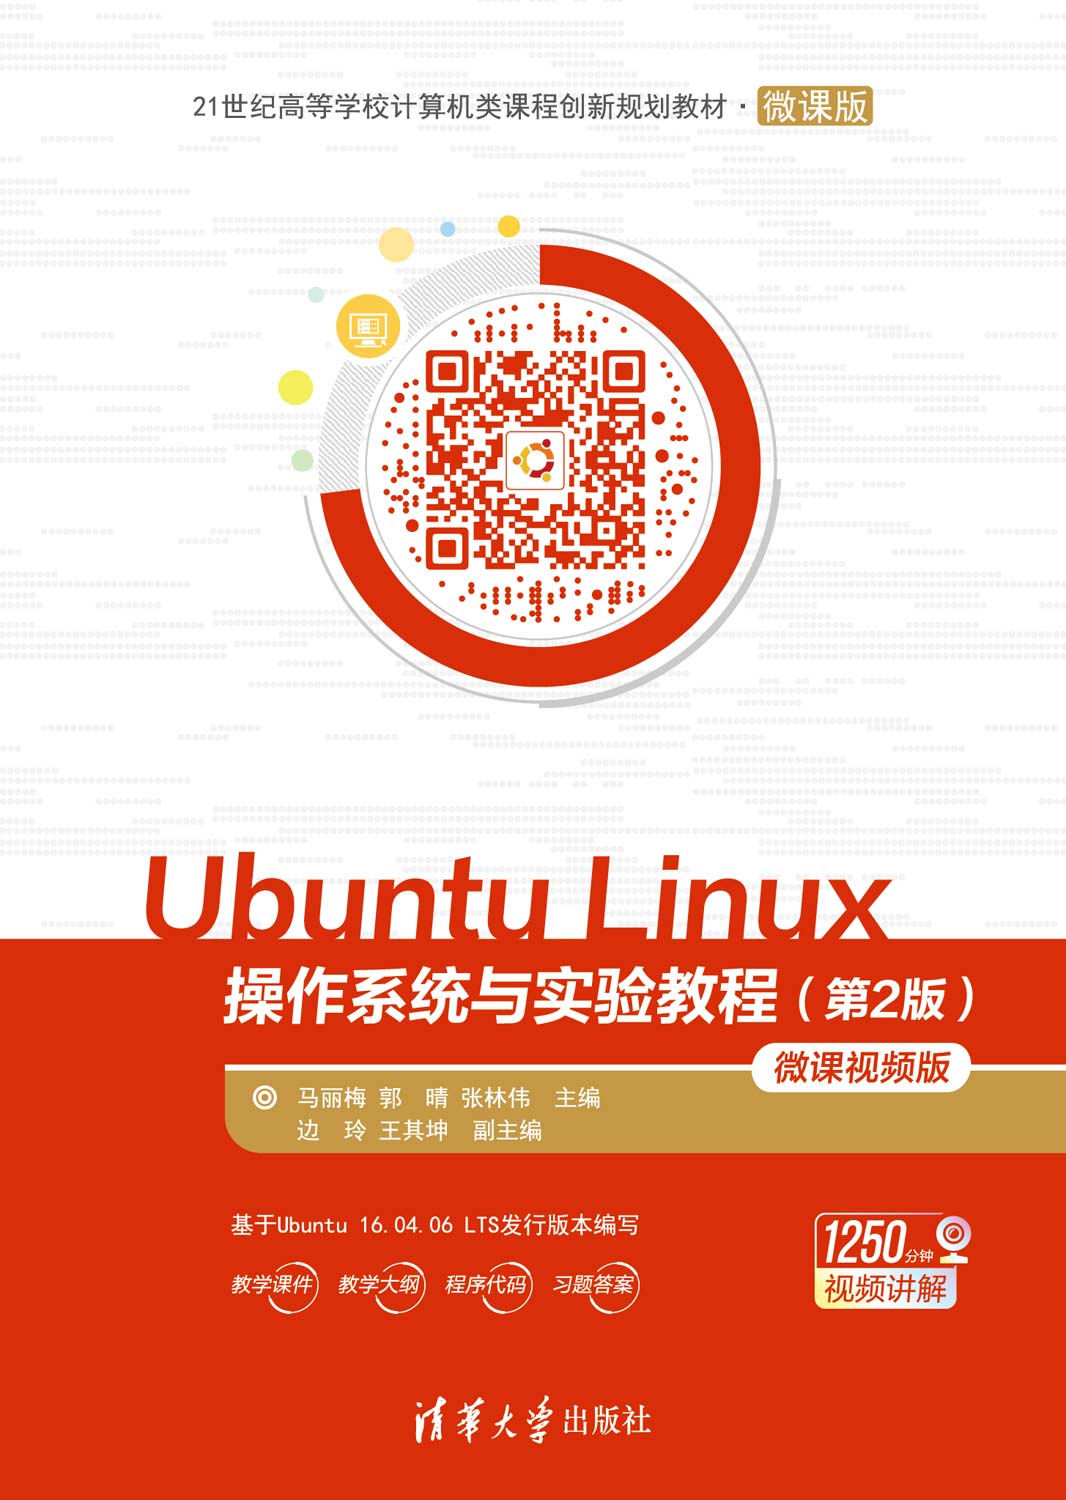 21世纪高等学校计算机类课程创新规划教材·微课版
Ubuntu Linux
操作系统与实验教程（第2版）
微课视频版
马丽梅 郭 晴 张林伟 主编
边 玲 王其坤 副主编
基于Ubuntu 16.04.06 LTS发行版本编写
教学课件 教学大纲 程序代码 习题答案
1250分钟
视频讲解
清华大学出版社